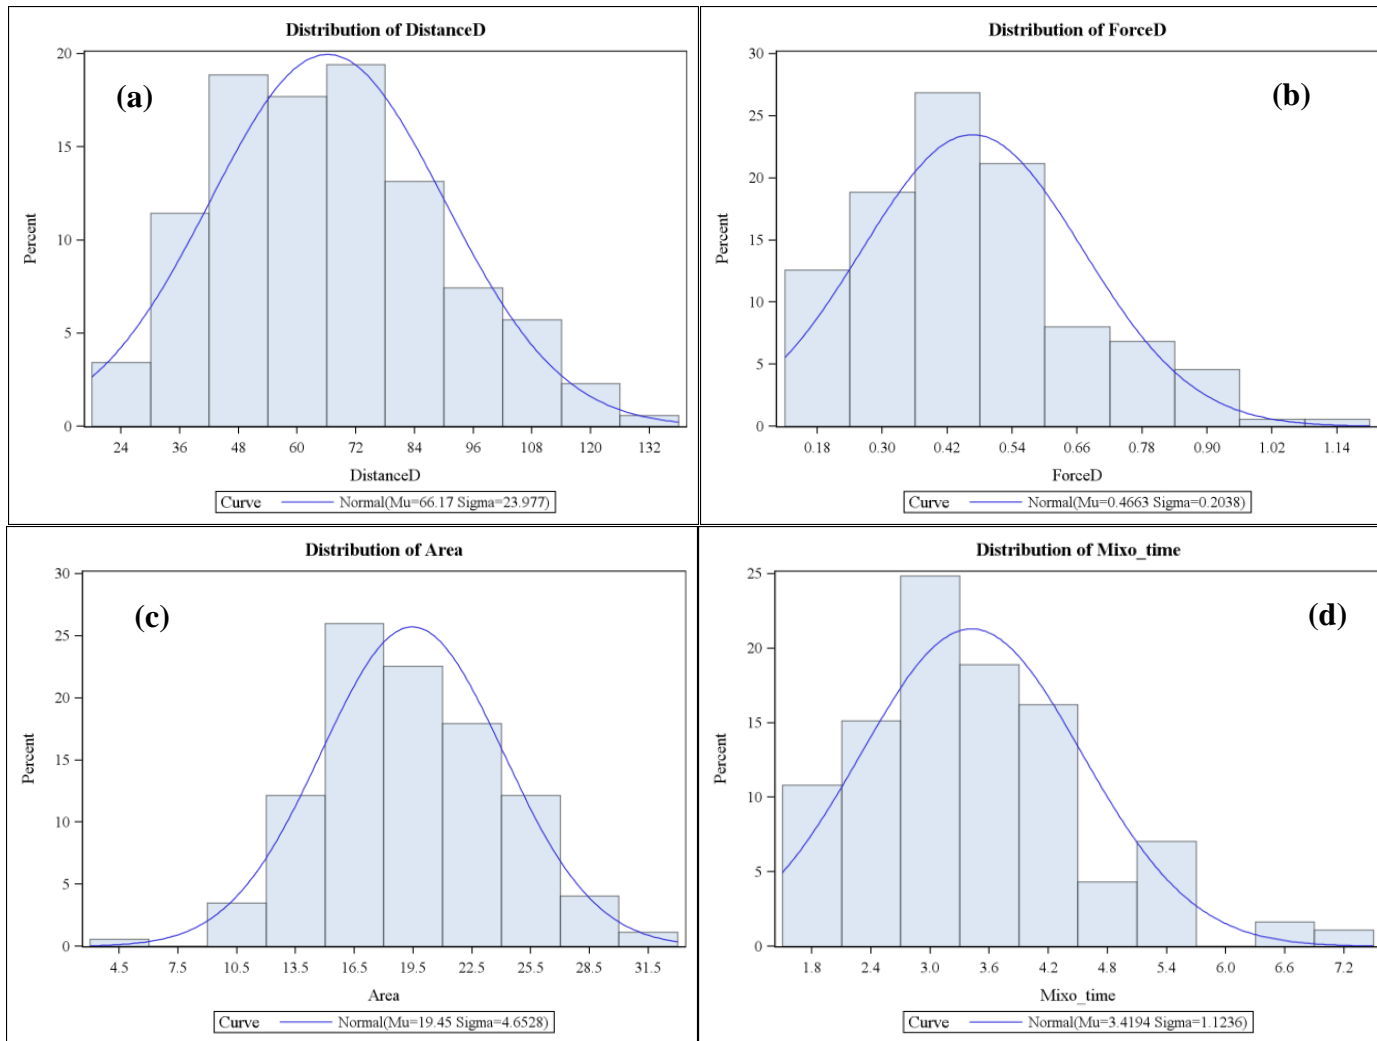 Distribution of DistanceD
(a)
20
15
10
5
0
Percent
24 36 48 60 72 84 96 108 120 132
DistanceD
Curve Normal(Mu=66.17 Sigma=23.977)
Distribution of ForceD
(b)
30
25
20
15
10
5
0
Percent
0.18 0.30 0.42 0.54 0.66 0.78 0.90 1.02 1.14
ForceD
Curve Normal(Mu=0.4663 Sigma=0.2038)
Distribution of Area
(c)
30
25
20
15
10
5
0
Percent
4.5 7.5 10.5 13.5 16.5 19.5 22.5 25.5 28.5 31.5
Area
Curve Normal(Mu=19.45 Sigma=4.6528)
Distribution of Mixo_time
(d)
25
20
15
10
5
0
Percent
1.8 2.4 3.0 3.6 4.2 4.8 5.4 6.0 6.6 7.2
Mixo_time
Curve Normal(Mu=3.4194 Sigma=1.1236)